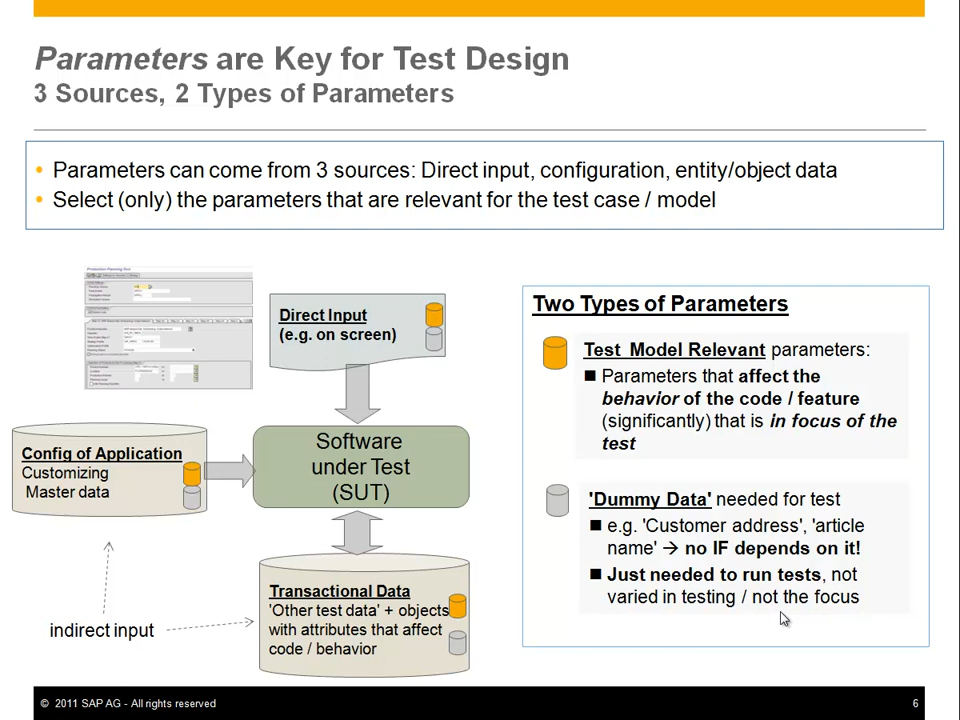 Parameters are Key for Test Design
3 Sources, 2 Types of Parameters
• Parameters can come from 3 sources: Direct input, configuration, entity/object data
• Select (only) the parameters that are relevant for the test case / model
Direct Input
(e.g. on screen)
Config of Application
Customizing
Master data
Software
under Test
(SUT)
Transactional Data
'Other test data' + objects
with attributes that affect
code / behavior
indirect input
Two Types of Parameters
Test Model Relevant parameters:
■ Parameters that affect the
behavior of the code / feature
(significantly) that is in focus of the
test
'Dummy Data' needed for test
■ e.g. 'Customer address', 'article
name' → no IF depends on it!
■ Just needed to run tests, not
varied in testing / not the focus
© 2011 SAP AG - All rights reserved
6